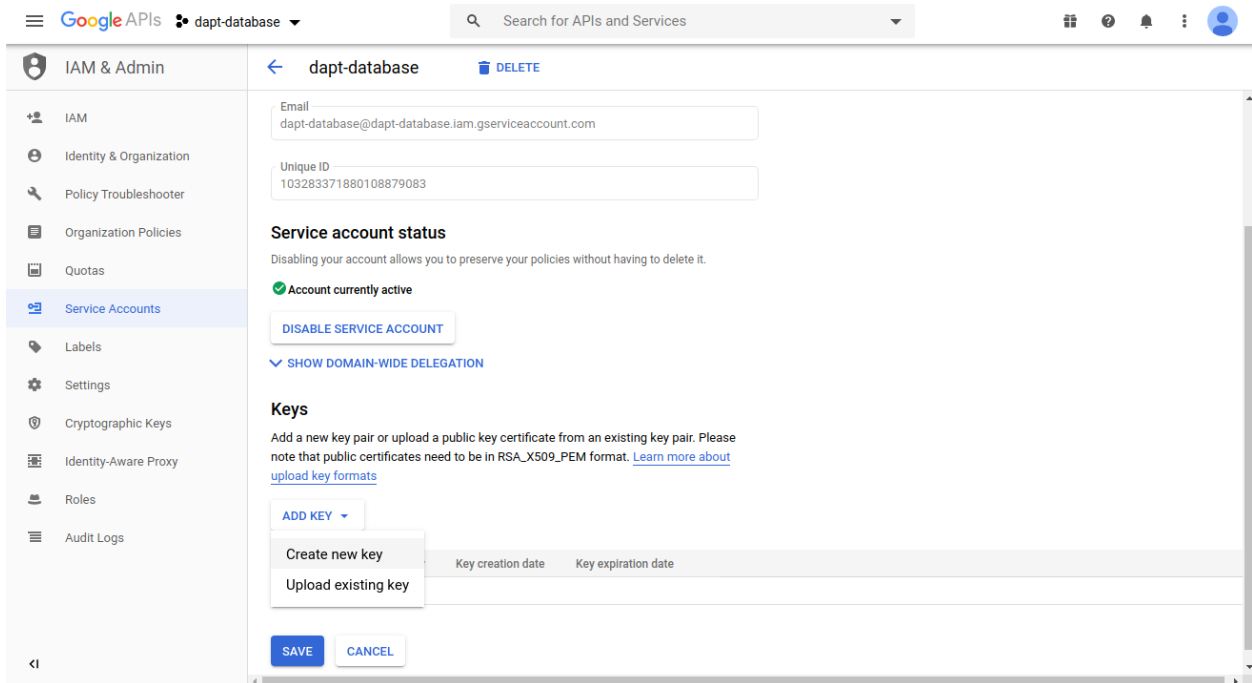 Google APIs dapt-database Search for APIs and Services
IAM & Admin
dapt-database DELETE
IAM
Identity & Organization
Policy Troubleshooter
Organization Policies
Quotas
Service Accounts
Labels
Settings
Cryptographic Keys
Identity-Aware Proxy
Roles
Audit Logs
Email
dapt-database@dapt-database.iam.gserviceaccount.com
Unique ID
103283371880108879083
Service account status
Disabling your account allows you to preserve your policies without having to delete it.
Account currently active
DISABLE SERVICE ACCOUNT
SHOW DOMAIN-WIDE DELEGATION
Keys
Add a new key pair or upload a public key certificate from an existing key pair. Please
note that public certificates need to be in RSA_X509_PEM format. Learn more about
upload key formats
ADD KEY
Create new key
Upload existing key
Key creation date Key expiration date
SAVE CANCEL